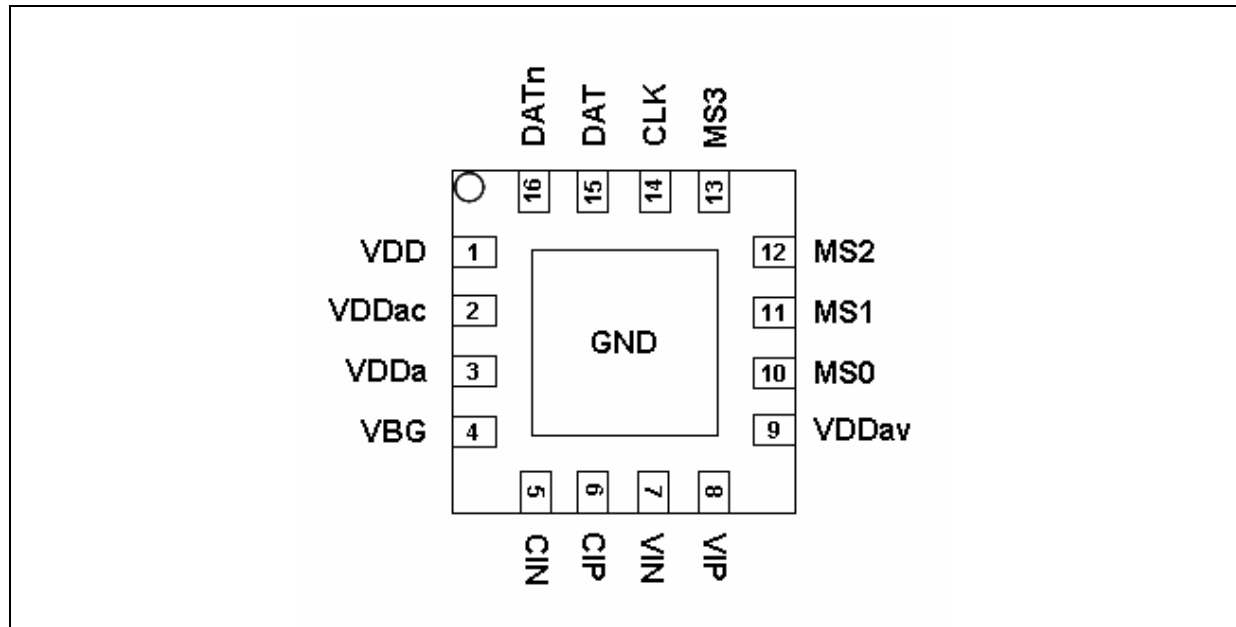 DATn
DAT
CLK
MS3
16
15
14
13
VDD
1
12
MS2
VDDac
2
11
MS1
GND
VDDa
3
10
MS0
VBG
4
9
VDDav
5
6
7
8
CIN
CIP
VIN
VIP